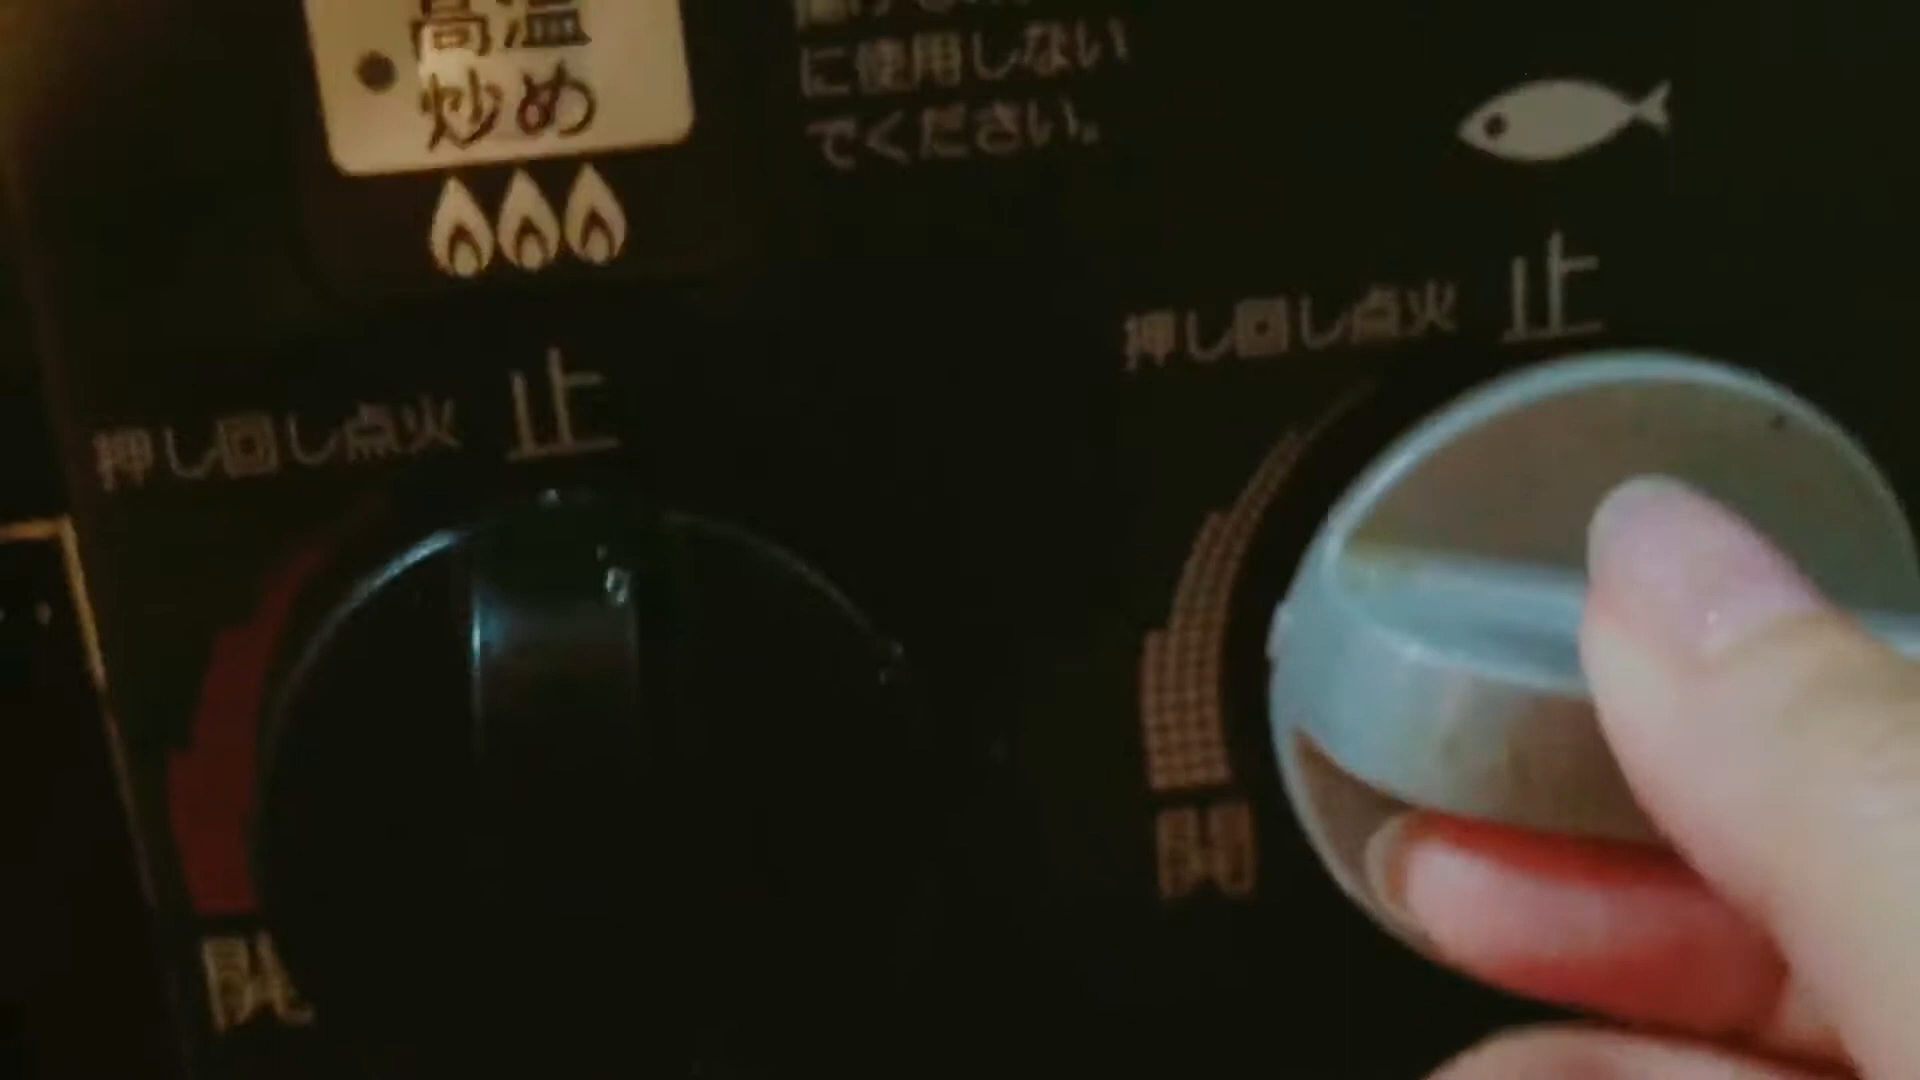 高温
炒め
に使用しない
でください。
止
押し回し点火
開
止
押し回し点火
開